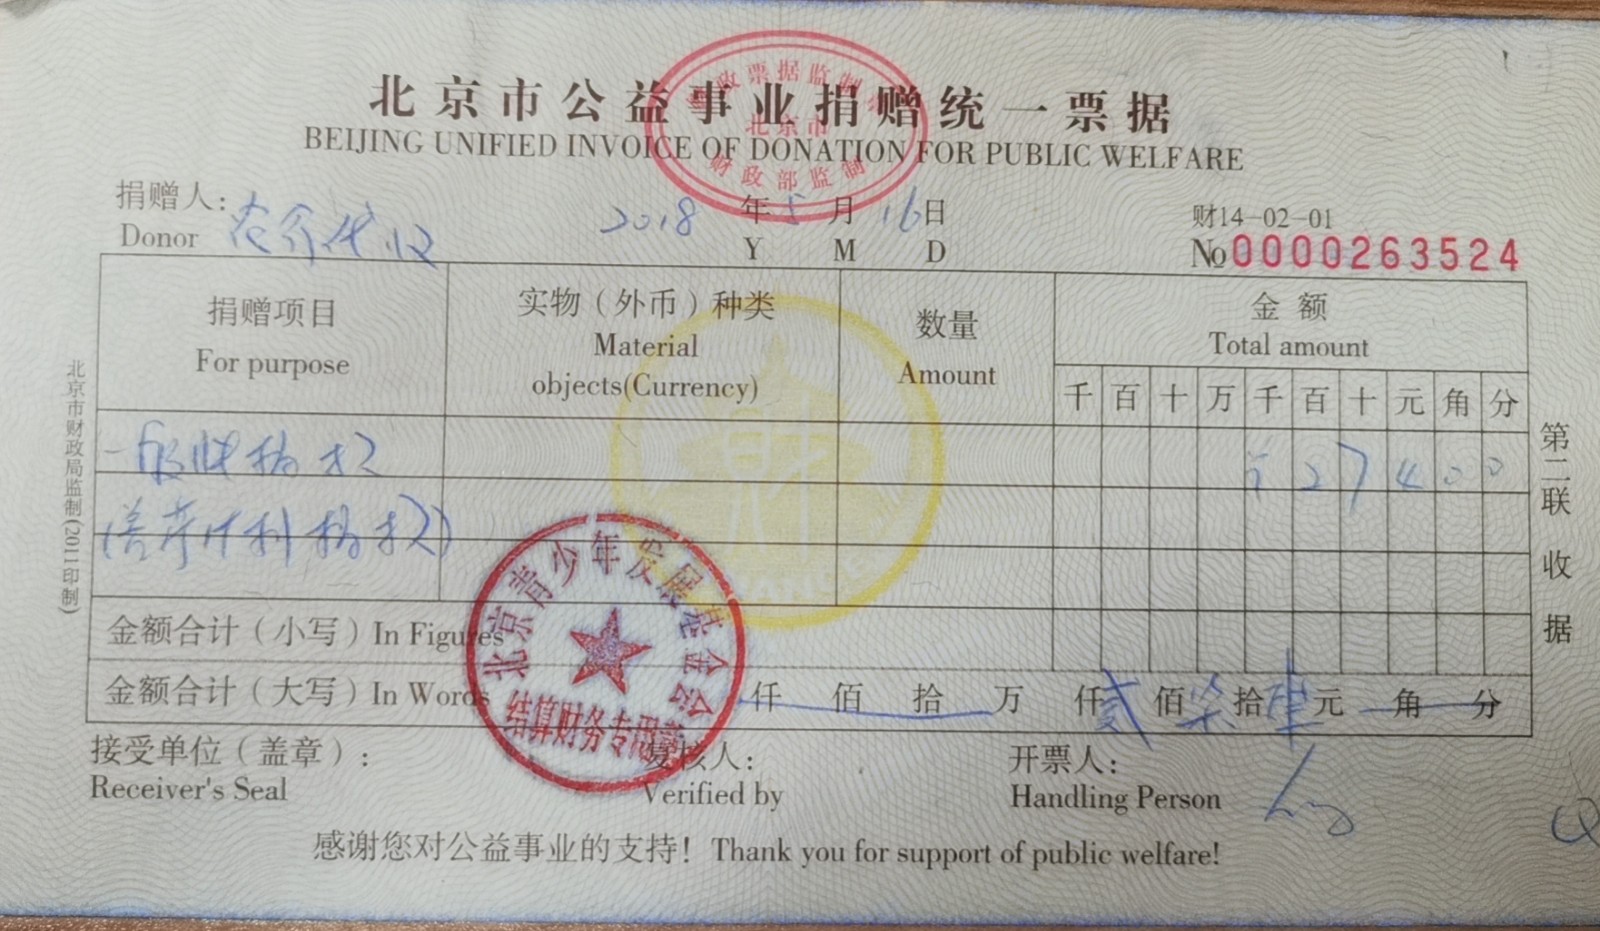 北京市公益事业捐赠统一票据
BEIJING UNIFIED INVOICE OF DONATION FOR PUBLIC WELFARE
财政票据监制
北京市
财政部监制
捐赠人：
Donor
2018 年 5 月 16 日
Y M D
财14-02-01
№0000263524
捐赠项目
For purpose
实物（外币）种类
Material
objects(Currency)
数量
Amount
金 额
Total amount
千 百 十 万 千 百 十 元 角 分
¥ 2 7 4 0 0
金额合计（小写）In Figures
金额合计（大写）In Words 仟 佰 拾 万 仟 贰 佰 柒 拾 肆 元 角 分
北京青少年发展基金会
结算财务专用章
接受单位（盖章）：
Receiver's Seal
复核人：
Verified by
开票人：
Handling Person
感谢您对公益事业的支持！Thank you for support of public welfare!
北京市财政局监制(2011印制)
第二联 收据